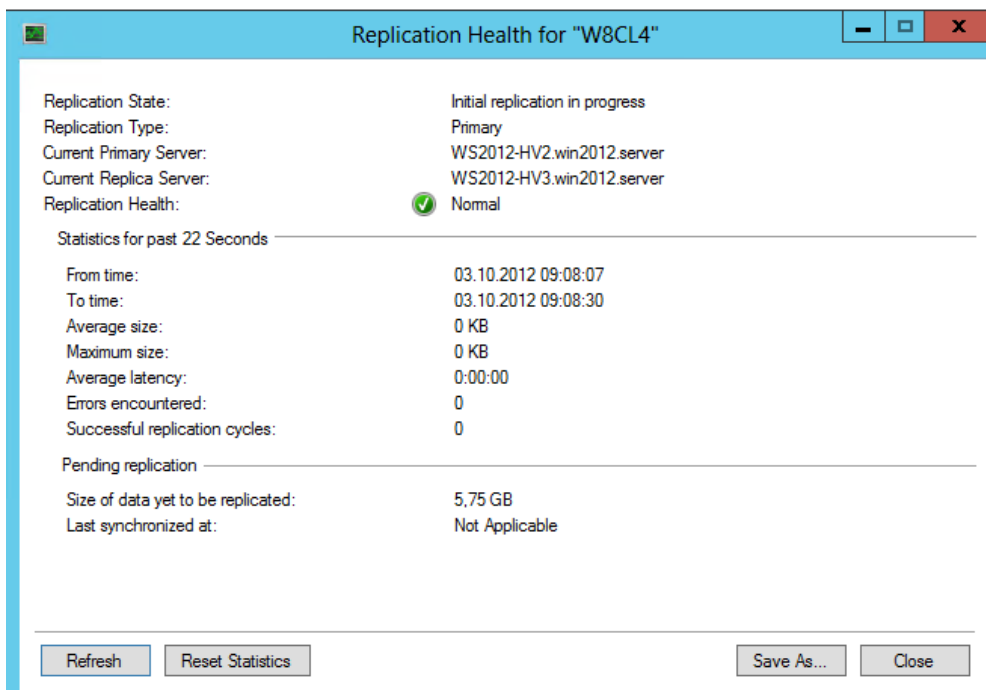 Replication Health for "W8CL4"
Replication State: Initial replication in progress
Replication Type: Primary
Current Primary Server: WS2012-HV2.win2012.server
Current Replica Server: WS2012-HV3.win2012.server
Replication Health: Normal
Statistics for past 22 Seconds
From time: 03.10.2012 09:08:07
To time: 03.10.2012 09:08:30
Average size: 0 KB
Maximum size: 0 KB
Average latency: 0:00:00
Errors encountered: 0
Successful replication cycles: 0
Pending replication
Size of data yet to be replicated: 5,75 GB
Last synchronized at: Not Applicable
Refresh Reset Statistics Save As... Close